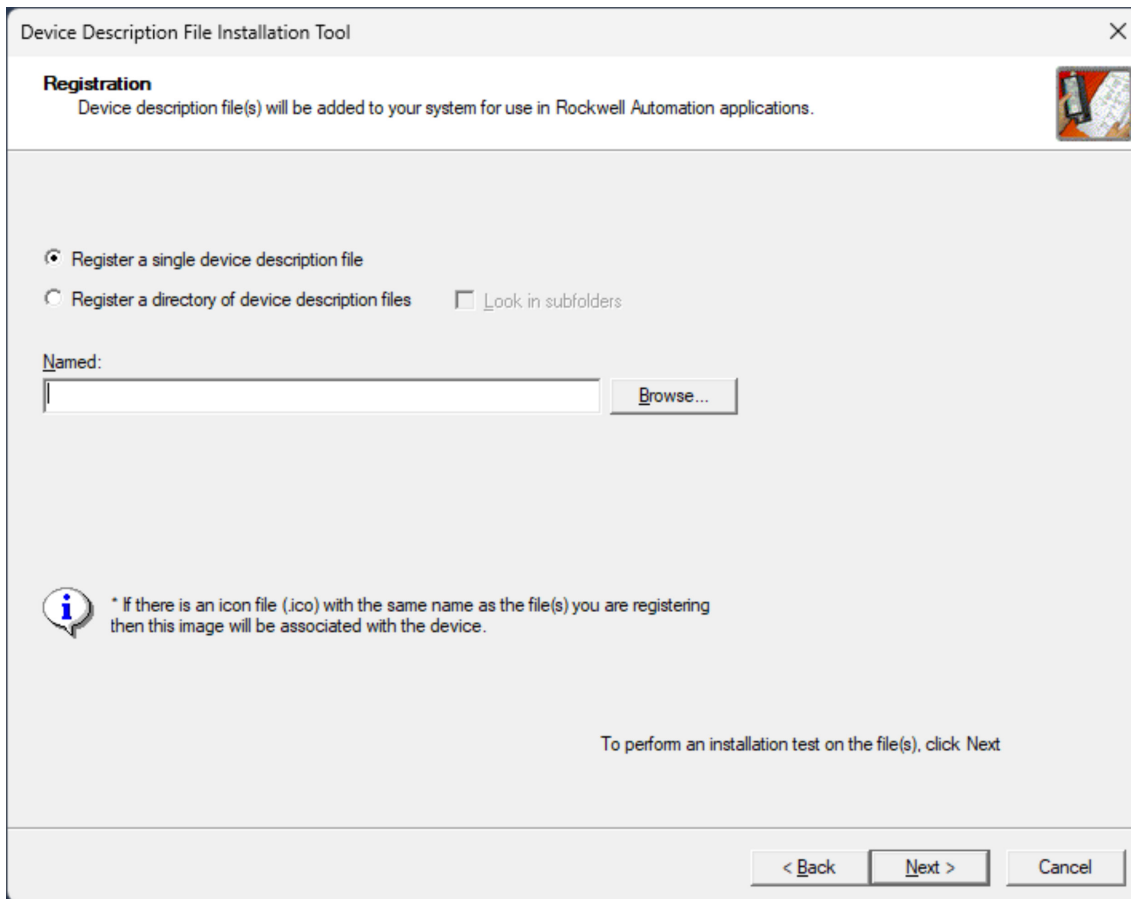 Device Description File Installation Tool
Registration
Device description file(s) will be added to your system for use in Rockwell Automation applications.
Register a single device description file
Register a directory of device description files Look in subfolders
Named:
Browse...
* If there is an icon file (.ico) with the same name as the file(s) you are registering
then this image will be associated with the device.
To perform an installation test on the file(s), click Next
< Back Next > Cancel